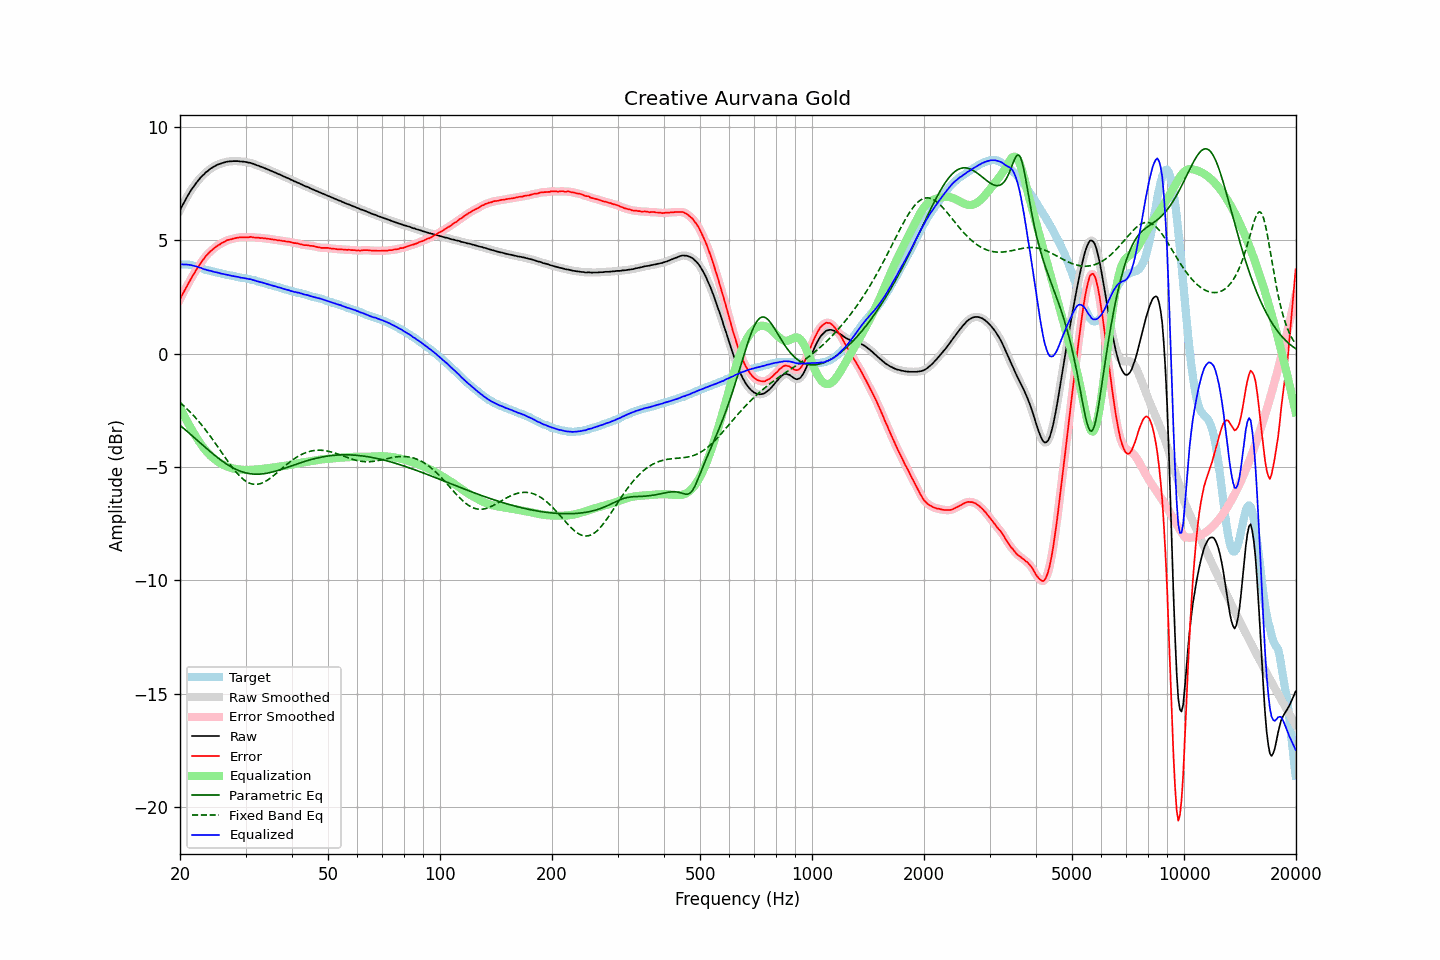 Creative Aurvana Gold
10
5
0
−5
−10
−15
−20
Amplitude (dBr)
Target
Raw Smoothed
Error Smoothed
Raw
Error
Equalization
Parametric Eq
Fixed Band Eq
Equalized
20 50 100 200 500 1000 2000 5000 10000 20000
Frequency (Hz)